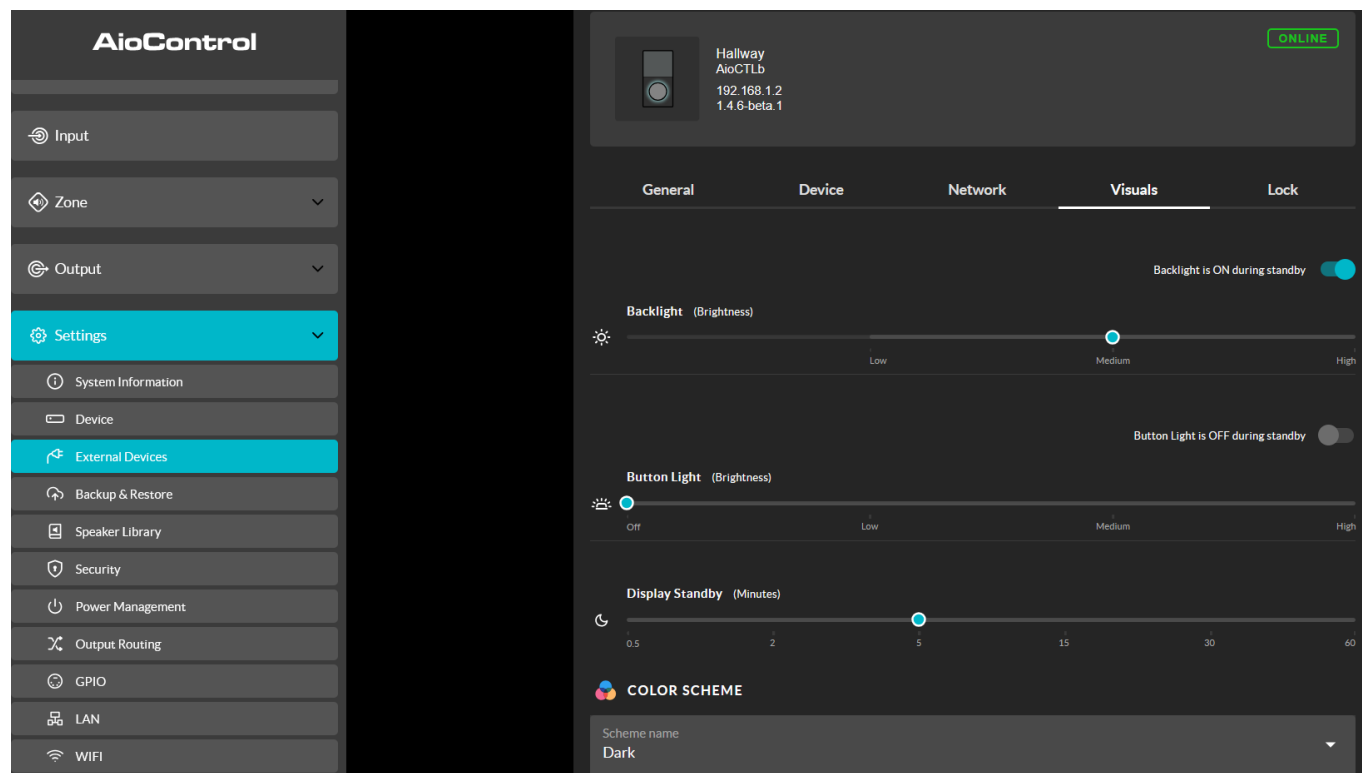 AioControl
Input
Zone
Output
Settings
System Information
Device
External Devices
Backup & Restore
Speaker Library
Security
Power Management
Output Routing
GPIO
LAN
WIFI
Hallway
AioCTLb
192.168.1.2
1.4.6-beta.1
ONLINE
General Device Network Visuals Lock
Backlight is ON during standby
Backlight (Brightness)
Low Medium High
Button Light is OFF during standby
Button Light (Brightness)
Off Low Medium High
Display Standby (Minutes)
0.5 2 5 15 30 60
COLOR SCHEME
Scheme name
Dark